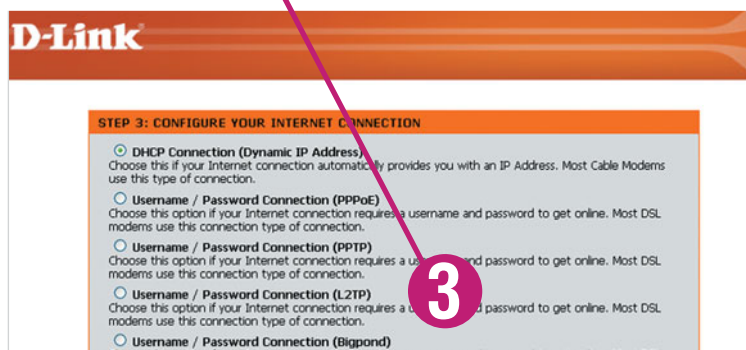 D-Link
STEP 3: CONFIGURE YOUR INTERNET CONNECTION
DHCP Connection (Dynamic IP Address)
Choose this if your Internet connection automatically provides you with an IP Address. Most Cable Modems
use this type of connection.
Username / Password Connection (PPPoE)
Choose this option if your Internet connection requires a username and password to get online. Most DSL
modems use this connection type of connection.
Username / Password Connection (PPTP)
Choose this option if your Internet connection requires a and password to get online. Most DSL
modems use this connection type of connection.
Username / Password Connection (L2TP)
Choose this option if your Internet connection requires a password to get online. Most DSL
modems use this connection type of connection.
Username / Password Connection (Bigpond)
3